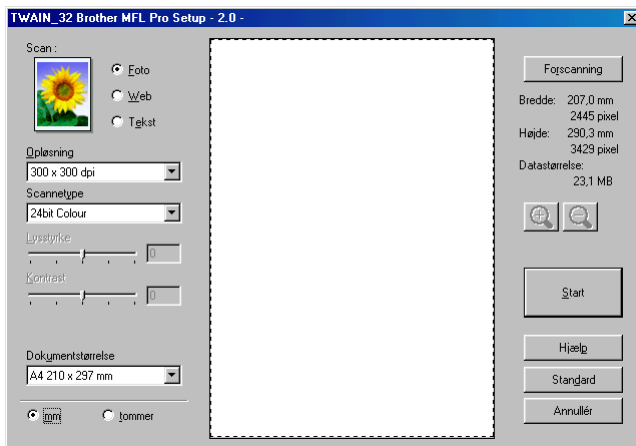 TWAIN_32 Brother MFL Pro Setup - 2.0 -
Scan :
Foto
Web
Tekst
Opløsning
300 x 300 dpi
Scannetype
24bit Colour
Lysstyrke
0
Kontrast
0
Dokumentstørrelse
A4 210 x 297 mm
mm
tommer
Forscanning
Bredde: 207,0 mm
2445 pixel
Højde: 290,3 mm
3429 pixel
Datastørrelse:
23,1 MB
Start
Hjælp
Standard
Annullér